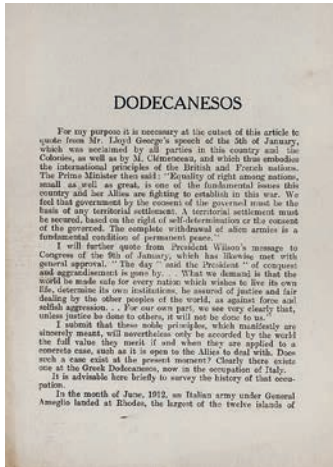 DODECANESOS
For my purpose it is necessary at the outset of this article to
quote from Mr. Lloyd George's speech of the 5th of January,
which was acclaimed by all parties in this country and the
Colonies, as well as by M. Clémenceau, and which thus embodies
the international principles of the British and French nations.
The Prime Minister then said: "Equality of right among nations,
small as well as great, is one of the fundamental issues this
country and her Allies are fighting to establish in this war. We
feel that government by the consent of the governed must be the
basis of any territorial settlement. A territorial settlement must
be secured, based on the right of self-determination or the consent
of the governed. The complete withdrawal of alien armies is a
fundamental condition of permanent peace."
I will further quote from President Wilson's message to
Congress of the 9th of January, which has likewise met with
general approval. "The day" said the President "of conquest
and aggrandisement is gone by. . . What we demand is that the
world be made safe for every nation which wishes to live its own
life, determine its own institutions, be assured of justice and fair
dealing by the other peoples of the world, as against force and
selfish aggression. . . For our own part, we see very clearly that,
unless justice be done to others, it will not be done to us."
I submit that these noble principles, which manifestly are
sincerely meant, will nevertheless only be accorded by the world
the full value they merit if and when they are applied to a
concrete case, such as it is open to the Allies to deal with. Does
such a case exist at the present moment? Clearly there exists
one at the Greek Dodecanesos, now in the occupation of Italy.
It is advisable here briefly to survey the history of that occu-
pation.
In the month of June, 1912, an Italian army under General
Ameglio landed at Rhodes, the largest of the twelve islands of